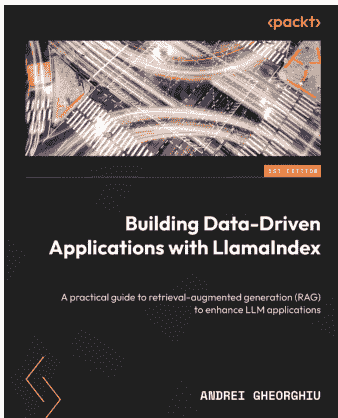 <packt>
1ST EDITION
Building Data-Driven
Applications with LlamaIndex
A practical guide to retrieval-augmented generation (RAG)
to enhance LLM applications
ANDREI GHEORGHIU